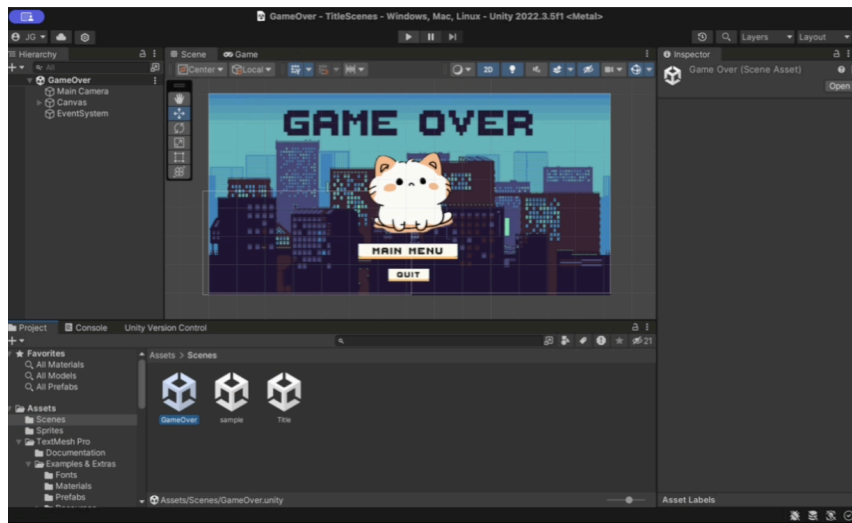 GameOver - TitleScenes - Windows, Mac, Linux - Unity 2022.3.5f1 <Metal>
JG
Layers
Layout
Hierarchy
Scene
Game
Inspector
All
Center
Local
2D
Game Over (Scene Asset)
Open
GameOver
Main Camera
Canvas
EventSystem
GAME OVER
MAIN MENU
QUIT
Project
Console
Unity Version Control
21
Favorites
All Materials
All Models
All Prefabs
Assets > Scenes
Assets
Scenes
Sprites
TextMesh Pro
Documentation
Examples & Extras
Fonts
Materials
Prefabs
GameOver
sample
Title
Assets/Scenes/GameOver.unity
Asset Labels